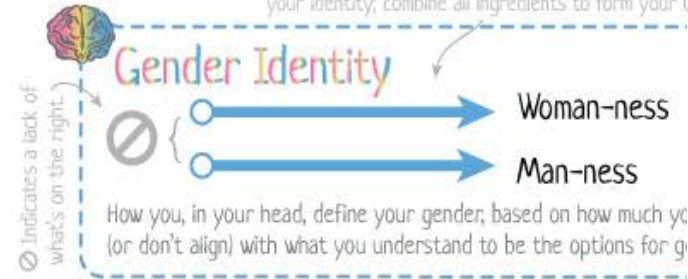 your identity, combine all ingredients to form your
Gender Identity
⊘ Indicates a lack of
what's on the right.
Woman-ness
Man-ness
How you, in your head, define your gender, based on how much
(or don't align) with what you understand to be the options for